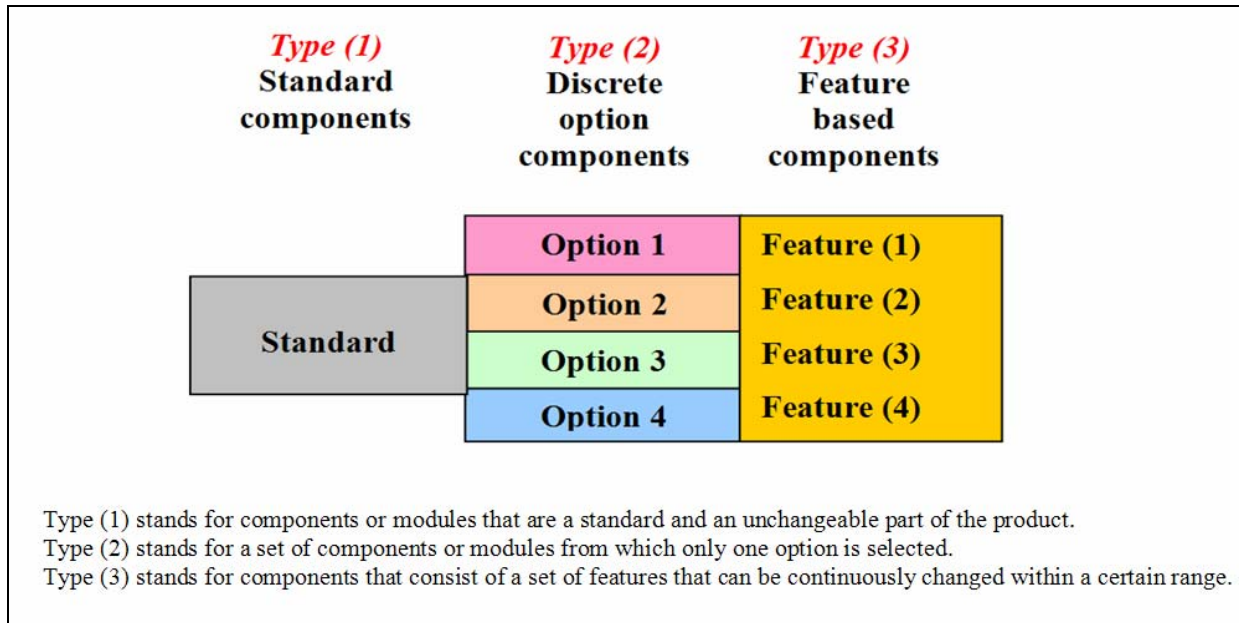 Type (1)
Standard
components
Type (2)
Discrete
option
components
Type (3)
Feature
based
components
Standard
Option 1
Option 2
Option 3
Option 4
Feature (1)
Feature (2)
Feature (3)
Feature (4)
Type (1) stands for components or modules that are a standard and an unchangeable part of the product.
Type (2) stands for a set of components or modules from which only one option is selected.
Type (3) stands for components that consist of a set of features that can be continuously changed within a certain range.